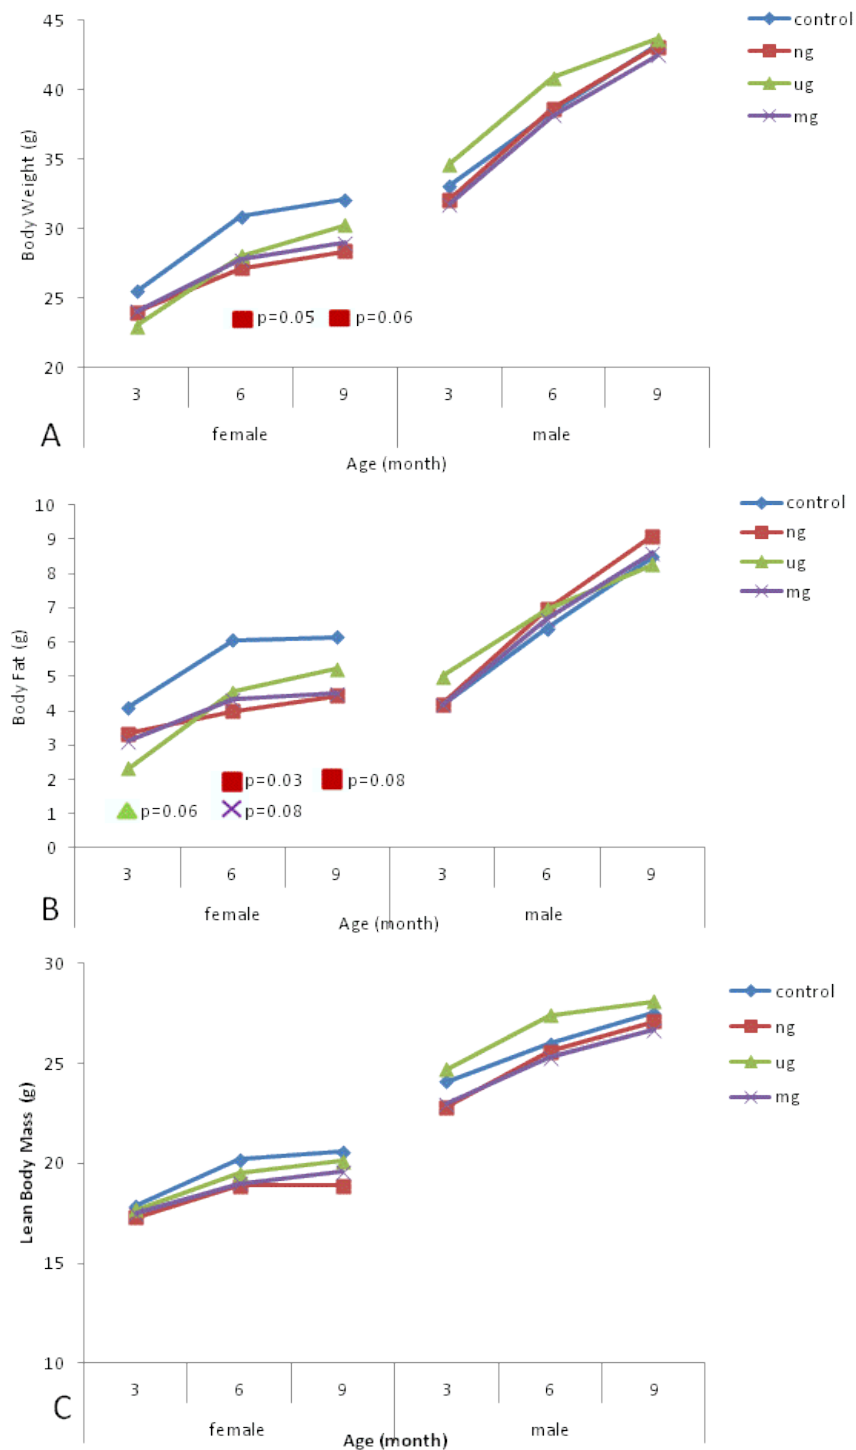 45
40
35
30
25
20
Body Weight (g)
control
ng
ug
mg
p=0.05 p=0.06
3 6 9 3 6 9
female male
A
Age (month)
10
9
8
7
6
5
4
3
2
1
0
Body Fat (g)
control
ng
ug
mg
p=0.03 p=0.08
p=0.06 p=0.08
3 6 9 3 6 9
female male
B
Age (month)
30
25
20
15
10
Lean Body Mass (g)
control
ng
ug
mg
3 6 9 3 6 9
C
female male
Age (month)